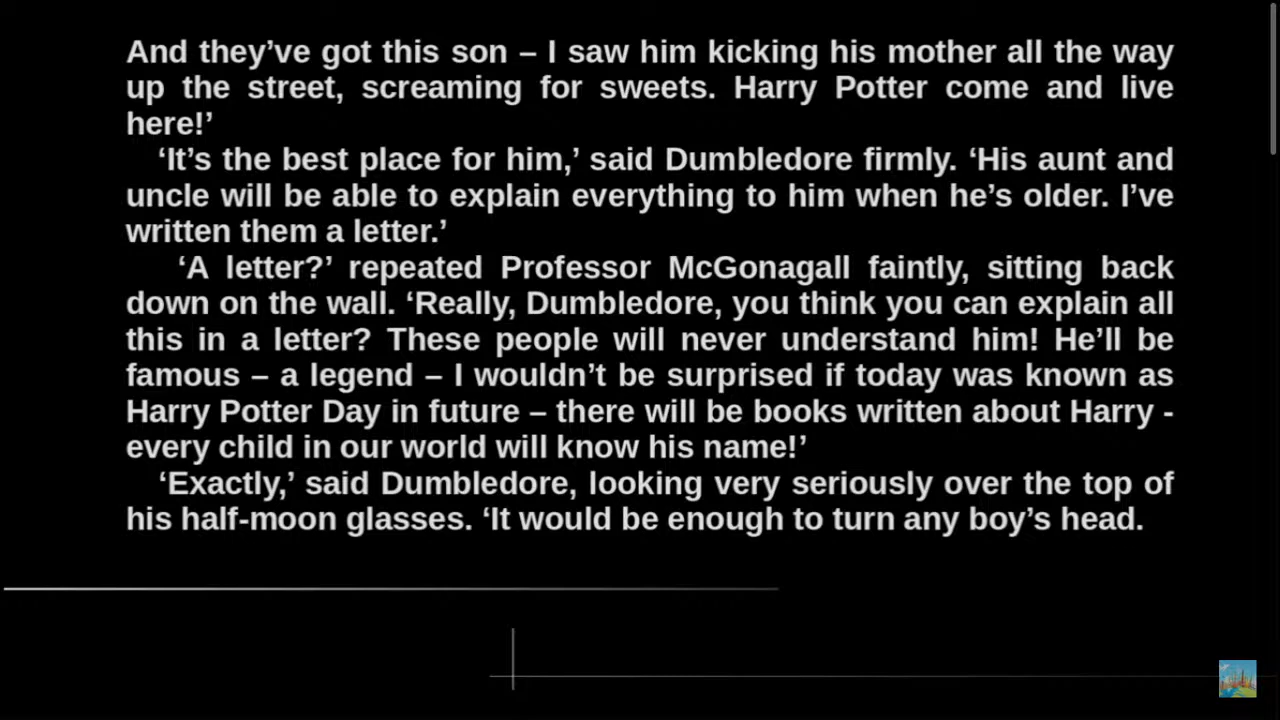 And they’ve got this son – I saw him kicking his mother all the way
up the street, screaming for sweets. Harry Potter come and live
here!’
‘It’s the best place for him,’ said Dumbledore firmly. ‘His aunt and
uncle will be able to explain everything to him when he’s older. I’ve
written them a letter.’
‘A letter?’ repeated Professor McGonagall faintly, sitting back
down on the wall. ‘Really, Dumbledore, you think you can explain all
this in a letter? These people will never understand him! He’ll be
famous – a legend – I wouldn’t be surprised if today was known as
Harry Potter Day in future – there will be books written about Harry -
every child in our world will know his name!’
‘Exactly,’ said Dumbledore, looking very seriously over the top of
his half-moon glasses. ‘It would be enough to turn any boy’s head.